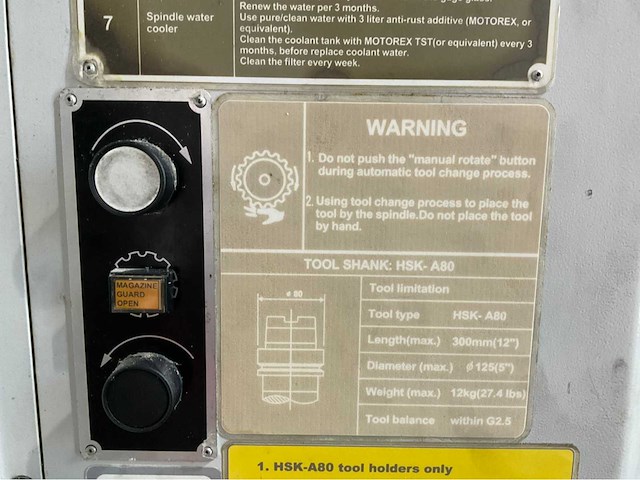 Renew the water per 3 months.
7
Spindle water
cooler
Use pure/clean water with 3 liter anti-rust additive (MOTOREX, or
equivalent).
Clean the coolant tank with MOTOREX TST(or equivalent) every 3
months, before replace coolant water.
Clean the filter every week.
WARNING
1. Do not push the "manual rotate" button
during automatic tool change process.
2. Using tool change process to place the
tool by the spindle.Do not place the tool
by hand.
MAGAZINE
GUARD
OPEN
TOOL SHANK: HSK- A80
ø 80
Tool limitation
Tool type HSK- A80
Length(max.) 300mm(12")
Diameter (max.) ϕ125(5")
Weight (max.) 12kg(27.4 lbs)
Tool balance within G2.5
1. HSK-A80 tool holders only